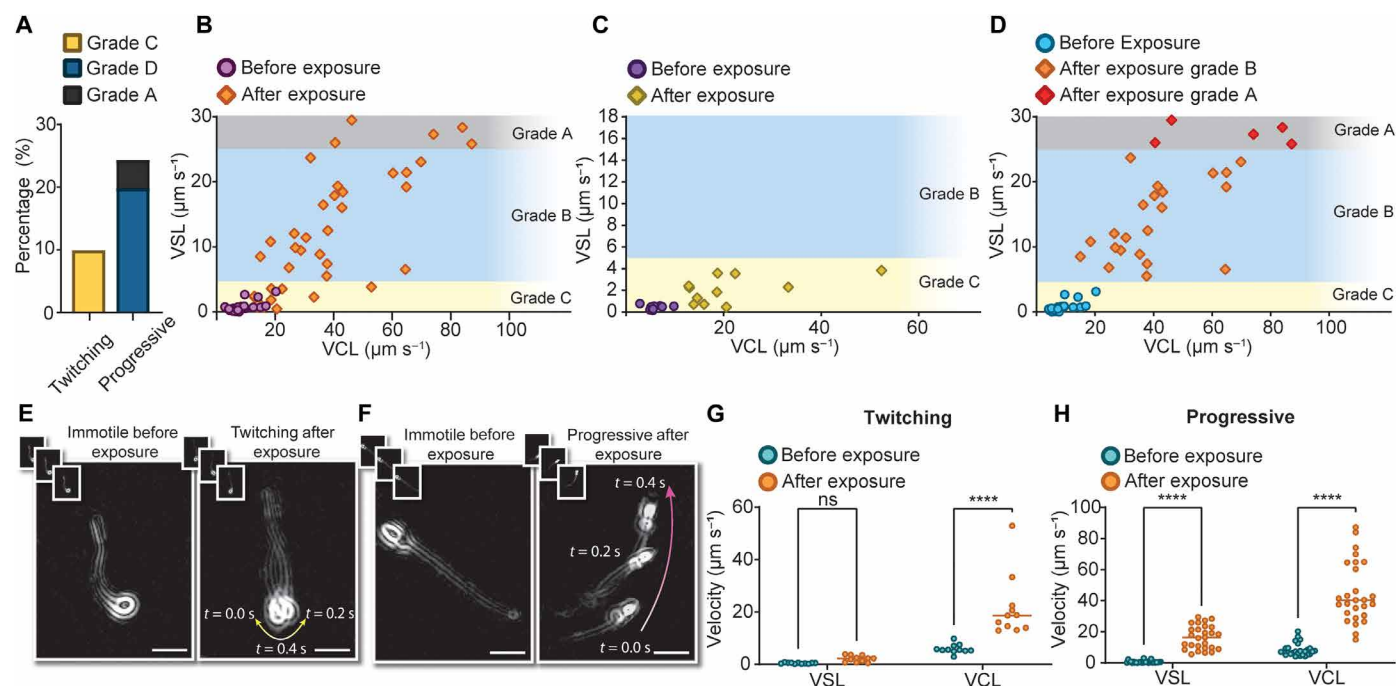 A
Grade C
Grade D
Grade A
Percentage (%)
30
20
10
0
Twitching
Progressive
B
Before exposure
After exposure
VSL (µm s⁻¹)
30
20
10
0
Grade A
Grade B
Grade C
20 40 60 80 100 120
VCL (µm s⁻¹)
C
Before exposure
After exposure
VSL (µm s⁻¹)
18
16
14
12
10
8
6
4
2
0
Grade B
Grade C
20 40 60
VCL (µm s⁻¹)
D
Before Exposure
After exposure grade B
After exposure grade A
VSL (µm s⁻¹)
30
20
10
0
Grade A
Grade B
Grade C
20 40 60 80 100 120
VCL (µm s⁻¹)
E
Immotile before
exposure
Twitching after
exposure
t = 0.0 s
t = 0.2 s
t = 0.4 s
F
Immotile before
exposure
Progressive after
exposure
t = 0.4 s
t = 0.2 s
t = 0.0 s
G
Twitching
Before exposure
After exposure
Velocity (µm s⁻¹)
60
40
20
0
ns
****
VSL VCL
H
Progressive
Before exposure
After exposure
Velocity (µm s⁻¹)
100
80
60
40
20
0
****
****
VSL VCL